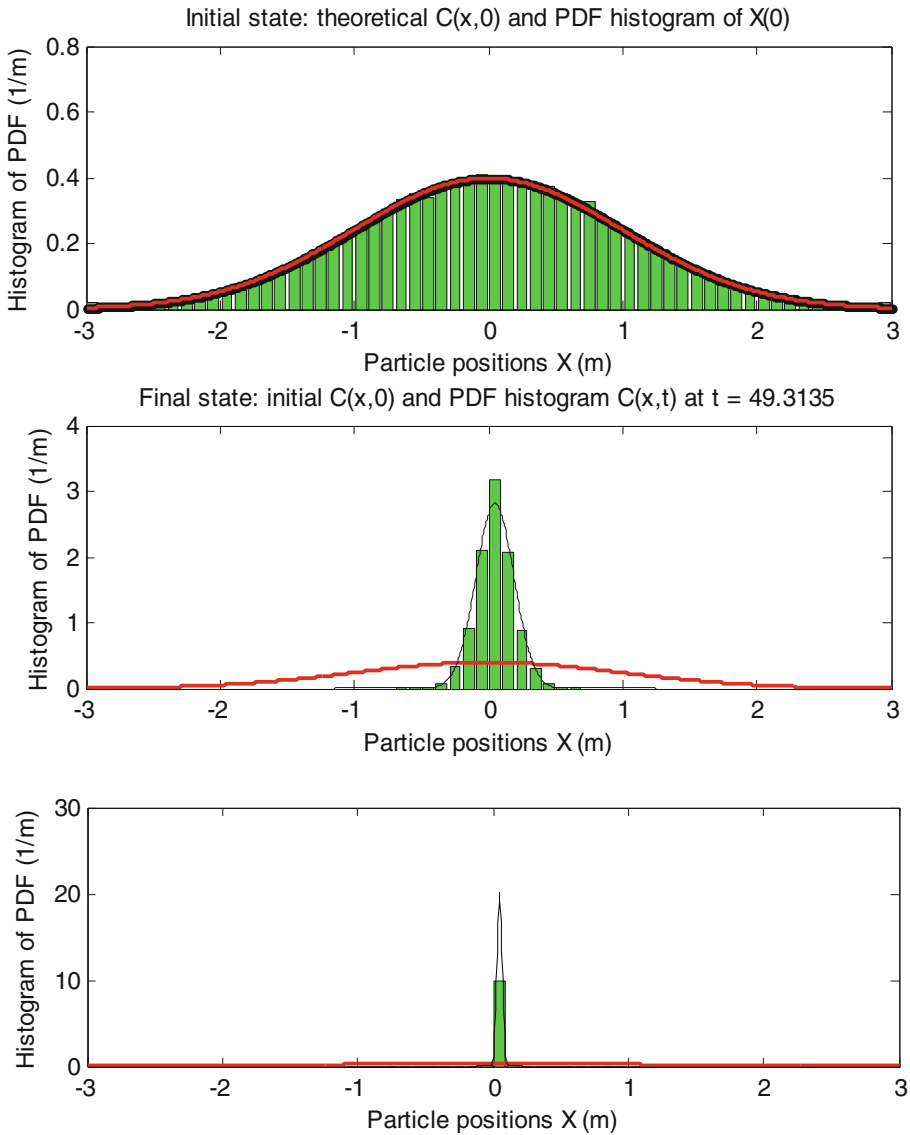 Initial state: theoretical C(x,0) and PDF histogram of X(0)
Histogram of PDF (1/m)
0.8
0.6
0.4
0.2
0
-3 -2 -1 0 1 2 3
Particle positions X (m)
Final state: initial C(x,0) and PDF histogram C(x,t) at t = 49.3135
Histogram of PDF (1/m)
4
3
2
1
0
-3 -2 -1 0 1 2 3
Particle positions X (m)
Histogram of PDF (1/m)
30
20
10
0
-3 -2 -1 0 1 2 3
Particle positions X (m)